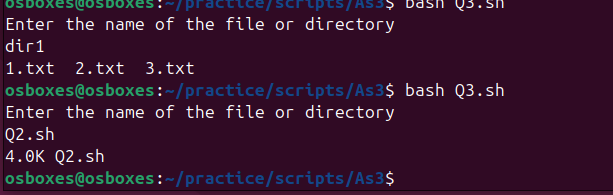 osboxes@osboxes:~/practice/scripts/As3$ bash Q3.sh
Enter the name of the file or directory
dir1
1.txt  2.txt  3.txt
osboxes@osboxes:~/practice/scripts/As3$ bash Q3.sh
Enter the name of the file or directory
Q2.sh
4.0K Q2.sh
osboxes@osboxes:~/practice/scripts/As3$